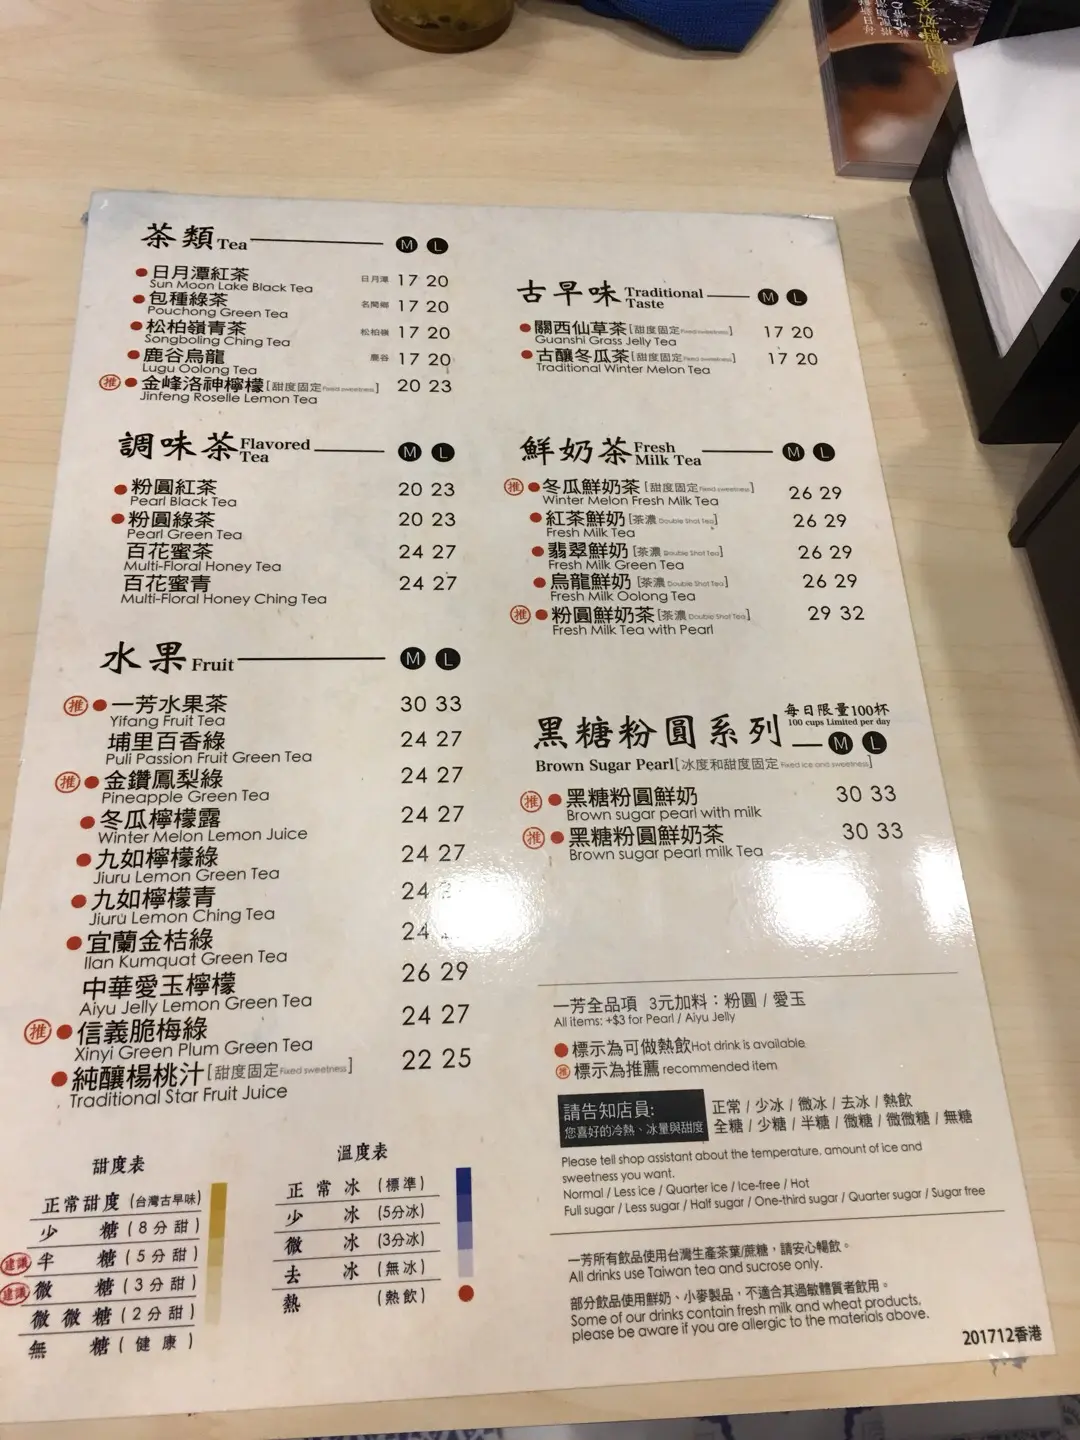 茶類 Tea M L
日月潭紅茶 日月潭 17 20
Sun Moon Lake Black Tea
包種綠茶 名間鄉 17 20
Pouchong Green Tea
松柏嶺青茶 松柏嶺 17 20
Songboling Ching Tea
鹿谷烏龍 鹿谷 17 20
Lugu Oolong Tea
推 金峰洛神檸檬[甜度固定 Fixed sweetness] 20 23
Jinfeng Roselle Lemon Tea
調味茶 Flavored Tea M L
粉圓紅茶 20 23
Pearl Black Tea
粉圓綠茶 20 23
Pearl Green Tea
百花蜜茶 24 27
Multi-Floral Honey Tea
百花蜜青 24 27
Multi-Floral Honey Ching Tea
水果 Fruit M L
推 一芳水果茶 30 33
Yifang Fruit Tea
埔里百香綠 24 27
Puli Passion Fruit Green Tea
推 金鑽鳳梨綠 24 27
Pineapple Green Tea
冬瓜檸檬露 24 27
Winter Melon Lemon Juice
九如檸檬綠 24 27
Jiuru Lemon Green Tea
九如檸檬青 24
Jiuru Lemon Ching Tea
宜蘭金桔綠 24
Ilan Kumquat Green Tea
中華愛玉檸檬 26 29
Aiyu Jelly Lemon Green Tea
推 信義脆梅綠 24 27
Xinyi Green Plum Green Tea
純釀楊桃汁[甜度固定 Fixed sweetness] 22 25
Traditional Star Fruit Juice
甜度表
正常甜度 (台灣古早味)
少糖 (8分甜)
建議 半糖 (5分甜)
建議 微糖 (3分甜)
微微糖 (2分甜)
無糖 (健康)
溫度表
正常冰 (標準)
少冰 (5分冰)
微冰 (3分冰)
去冰 (無冰)
熱 (熱飲)
古早味 Traditional Taste M L
關西仙草茶[甜度固定 Fixed sweetness] 17 20
Guanshi Grass Jelly Tea
古釀冬瓜茶[甜度固定 Fixed sweetness] 17 20
Traditional Winter Melon Tea
鮮奶茶 Fresh Milk Tea M L
推 冬瓜鮮奶茶[甜度固定 Fixed sweetness] 26 29
Winter Melon Fresh Milk Tea
紅茶鮮奶[茶濃 Double Shot Tea] 26 29
Fresh Milk Tea
翡翠鮮奶[茶濃 Double Shot Tea] 26 29
Fresh Milk Green Tea
烏龍鮮奶[茶濃 Double Shot Tea] 26 29
Fresh Milk Oolong Tea
推 粉圓鮮奶茶[茶濃 Double Shot Tea] 29 32
Fresh Milk Tea with Pearl
黑糖粉圓系列 每日限量100杯
100 cups Limited per day
M L
Brown Sugar Pearl[冰度和甜度固定 Fixed ice and sweetness]
推 黑糖粉圓鮮奶 30 33
Brown sugar pearl with milk
推 黑糖粉圓鮮奶茶 30 33
Brown sugar pearl milk Tea
一芳全品項 3元加料：粉圓 / 愛玉
All items: +$3 for Pearl / Aiyu Jelly
標示為可做熱飲 Hot drink is available
推 標示為推薦 recommended item
請告知店員:
您喜好的冷熱、冰量與甜度
正常 / 少冰 / 微冰 / 去冰 / 熱飲
全糖 / 少糖 / 半糖 / 微糖 / 微微糖 / 無糖
Please tell shop assistant about the temperature, amount of ice and
sweetness you want.
Normal / Less ice / Quarter ice / Ice-free / Hot
Full sugar / Less sugar / Half sugar / One-third sugar / Quarter sugar / Sugar free
一芳所有飲品使用台灣生產茶葉/蔗糖，請安心暢飲。
All drinks use Taiwan tea and sucrose only.
部分飲品使用鮮奶、小麥製品，不適合其過敏體質者飲用。
Some of our drinks contain fresh milk and wheat products,
please be aware if you are allergic to the materials above.
201712香港